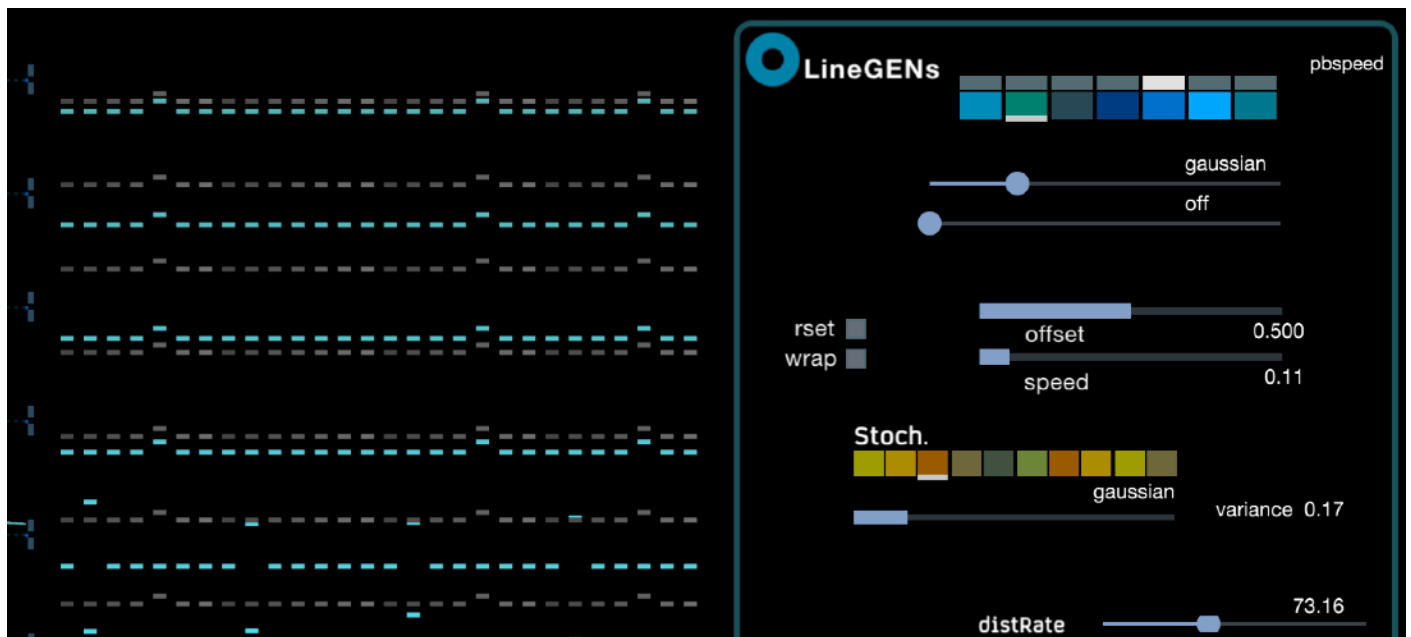 LineGENs
pbspeed
gaussian
off
rset
offset
0.500
wrap
speed
0.11
Stoch.
gaussian
variance 0.17
distRate
73.16